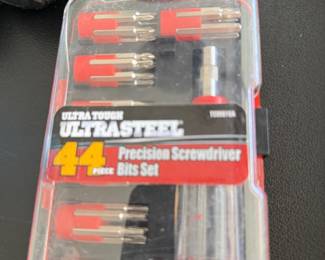 ULTRA TOUGH
ULTRASTEEL
44 PIECE
Precision Screwdriver
Bits Set